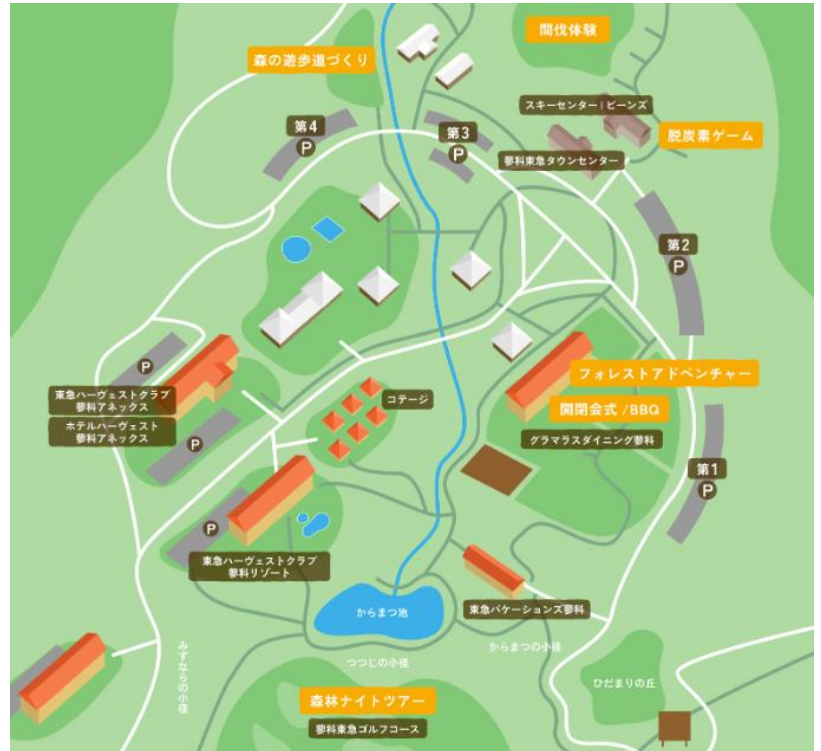 間伐体験
森の遊歩道づくり
スキーセンター|ビーンズ
脱炭素ゲーム
第4
P
第3
P
蓼科東急タウンセンター
第2
P
P
東急ハーヴェストクラブ
蓼科アネックス
ホテルハーヴェスト
蓼科アネックス
P
コテージ
フォレストアドベンチャー
開閉会式/BBQ
グラマラスダイニング蓼科
第1
P
P
東急ハーヴェストクラブ
蓼科リゾート
からまつ池
東急バケーションズ蓼科
みずならの小径
つつじの小径
からまつの小径
ひだまりの丘
森林ナイトツアー
蓼科東急ゴルフコース